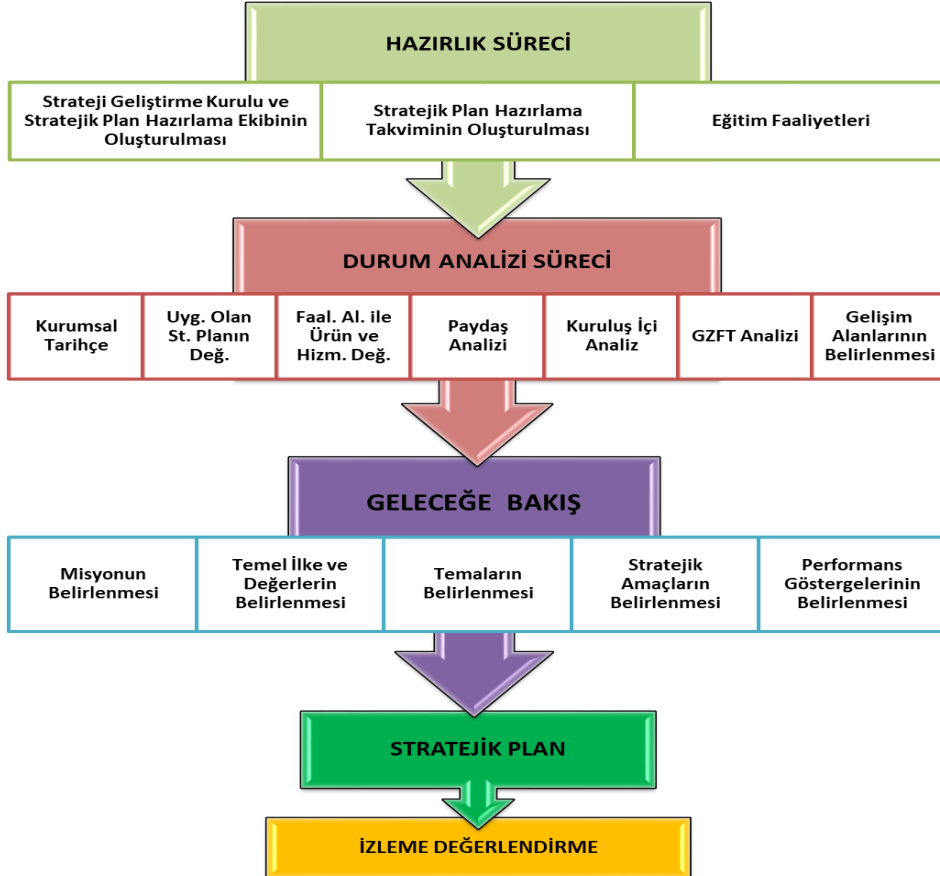 HAZIRLIK SÜRECİ
Strateji Geliştirme Kurulu ve
Stratejik Plan Hazırlama Ekibinin
Oluşturulması
Stratejik Plan Hazırlama
Takviminin Oluşturulması
Eğitim Faaliyetleri
DURUM ANALİZİ SÜRECİ
Kurumsal
Tarihçe
Uyg. Olan
St. Planın
Değ.
Faal. Al. ile
Ürün ve
Hizm. Değ.
Paydaş
Analizi
Kuruluş İçi
Analiz
GZFT Analizi
Gelişim
Alanlarının
Belirlenmesi
GELECEĞE BAKIŞ
Misyonun
Belirlenmesi
Temel İlke ve
Değerlerin
Belirlenmesi
Temaların
Belirlenmesi
Stratejik
Amaçların
Belirlenmesi
Performans
Göstergelerinin
Belirlenmesi
STRATEJİK PLAN
İZLEME DEĞERLENDİRME